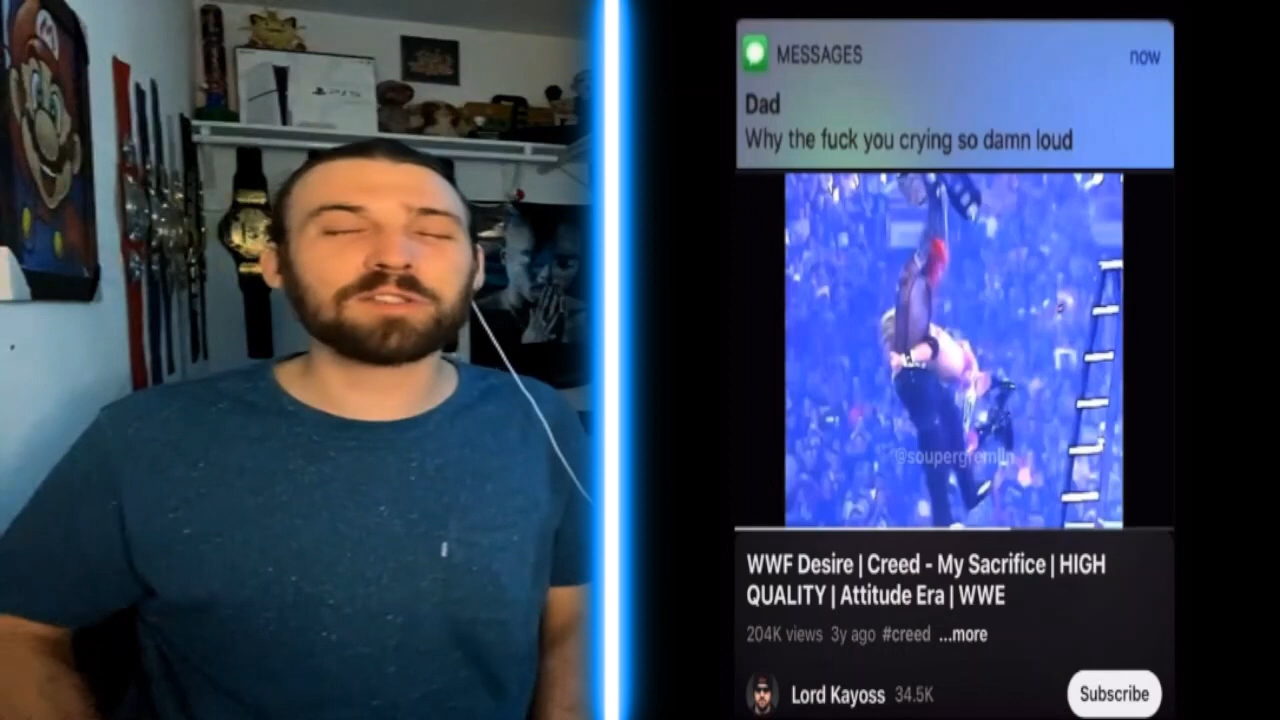 PS5
MESSAGES
now
Dad
Why the fuck you crying so damn loud
@soupergremlin
WWF Desire | Creed - My Sacrifice | HIGH
QUALITY | Attitude Era | WWE
204K views 3y ago #creed ...more
Lord Kayoss 34.5K
Subscribe